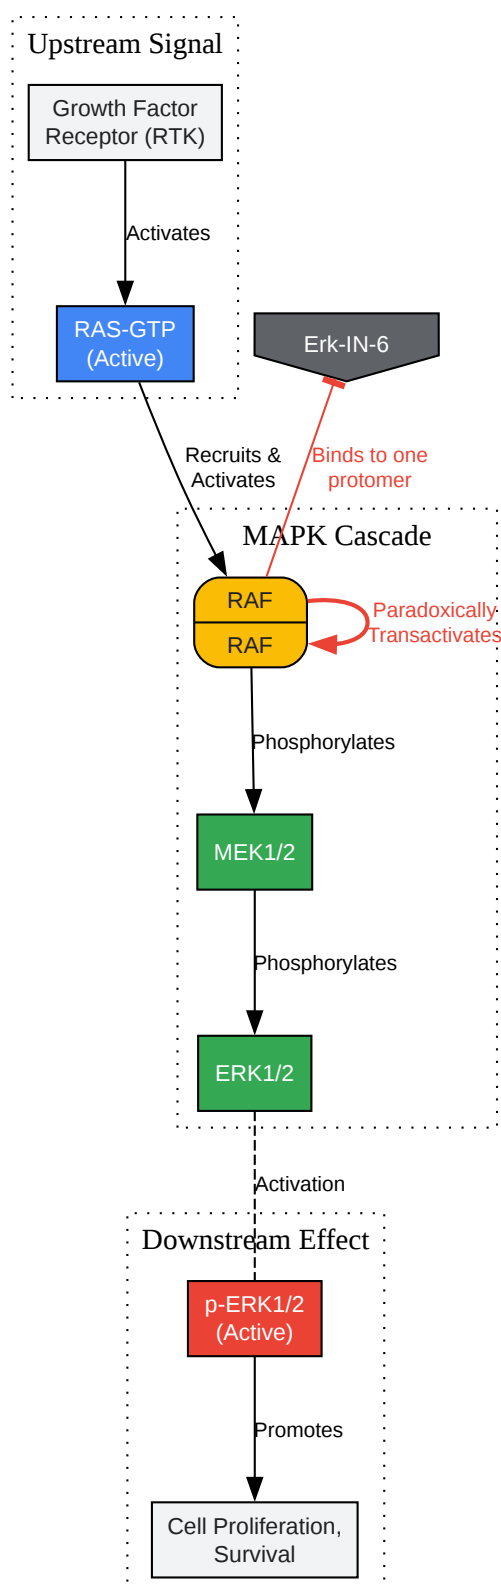 Upstream Signal
Growth Factor
Receptor (RTK)
Activates
RAS-GTP
(Active)
Erk-IN-6
Recruits &
Activates
Binds to one
protomer
MAPK Cascade
RAF
RAF
Paradoxically
Transactivates
Phosphorylates
MEK1/2
Phosphorylates
ERK1/2
Activation
Downstream Effect
p-ERK1/2
(Active)
Promotes
Cell Proliferation,
Survival